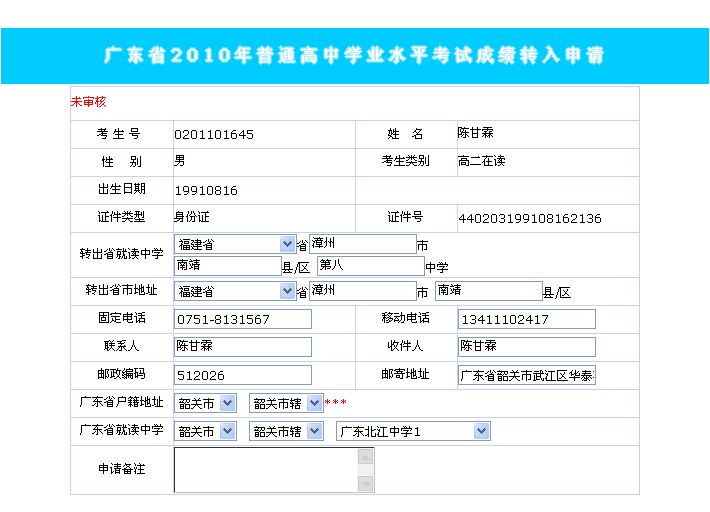 广东省2010年普通高中学业水平考试成绩转入申请
未审核
考 生 号 0201101645 姓 名 陈甘霖
性 别 男 考生类别 高二在读
出生日期 19910816
证件类型 身份证 证件号 440203199108162136
转出省就读中学 福建省 省 漳州 市
南靖 县/区 第八 中学
转出省市地址 福建省 省 漳州 市 南靖 县/区
固定电话 0751-8131567 移动电话 13411102417
联系人 陈甘霖 收件人 陈甘霖
邮政编码 512026 邮寄地址 广东省韶关市武江区华泰
广东省户籍地址 韶关市 韶关市辖 ***
广东省就读中学 韶关市 韶关市辖 广东北江中学1
申请备注